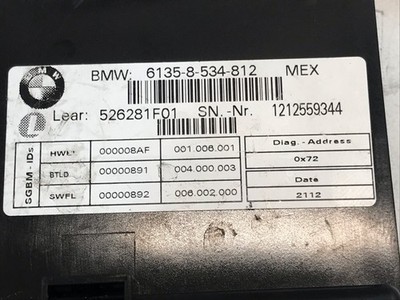 BMW
BMW: 6135-8-534-812 MEX
Lear: 526281F01 SN.-Nr. 1212559344
SGBM-IDs
HWEL 000008AF 001.006.001
BTLD 00000891 004.000.003
SWFL 00000892 006.002.000
Diag.-Address
0x72
Date
2112